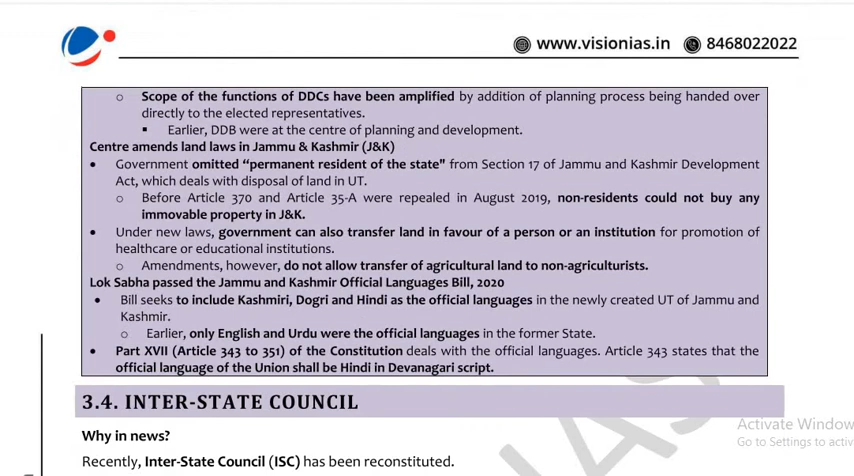 www.visionias.in 8468022022
o Scope of the functions of DDCs have been amplified by addition of planning process being handed over
directly to the elected representatives.
▪ Earlier, DDB were at the centre of planning and development.
Centre amends land laws in Jammu & Kashmir (J&K)
• Government omitted “permanent resident of the state" from Section 17 of Jammu and Kashmir Development
Act, which deals with disposal of land in UT.
o Before Article 370 and Article 35-A were repealed in August 2019, non-residents could not buy any
immovable property in J&K.
• Under new laws, government can also transfer land in favour of a person or an institution for promotion of
healthcare or educational institutions.
o Amendments, however, do not allow transfer of agricultural land to non-agriculturists.
Lok Sabha passed the Jammu and Kashmir Official Languages Bill, 2020
• Bill seeks to include Kashmiri, Dogri and Hindi as the official languages in the newly created UT of Jammu and
Kashmir.
o Earlier, only English and Urdu were the official languages in the former State.
• Part XVII (Article 343 to 351) of the Constitution deals with the official languages. Article 343 states that the
official language of the Union shall be Hindi in Devanagari script.
3.4. INTER-STATE COUNCIL
Activate Window
Go to Settings to activ
Why in news?
Recently, Inter-State Council (ISC) has been reconstituted.